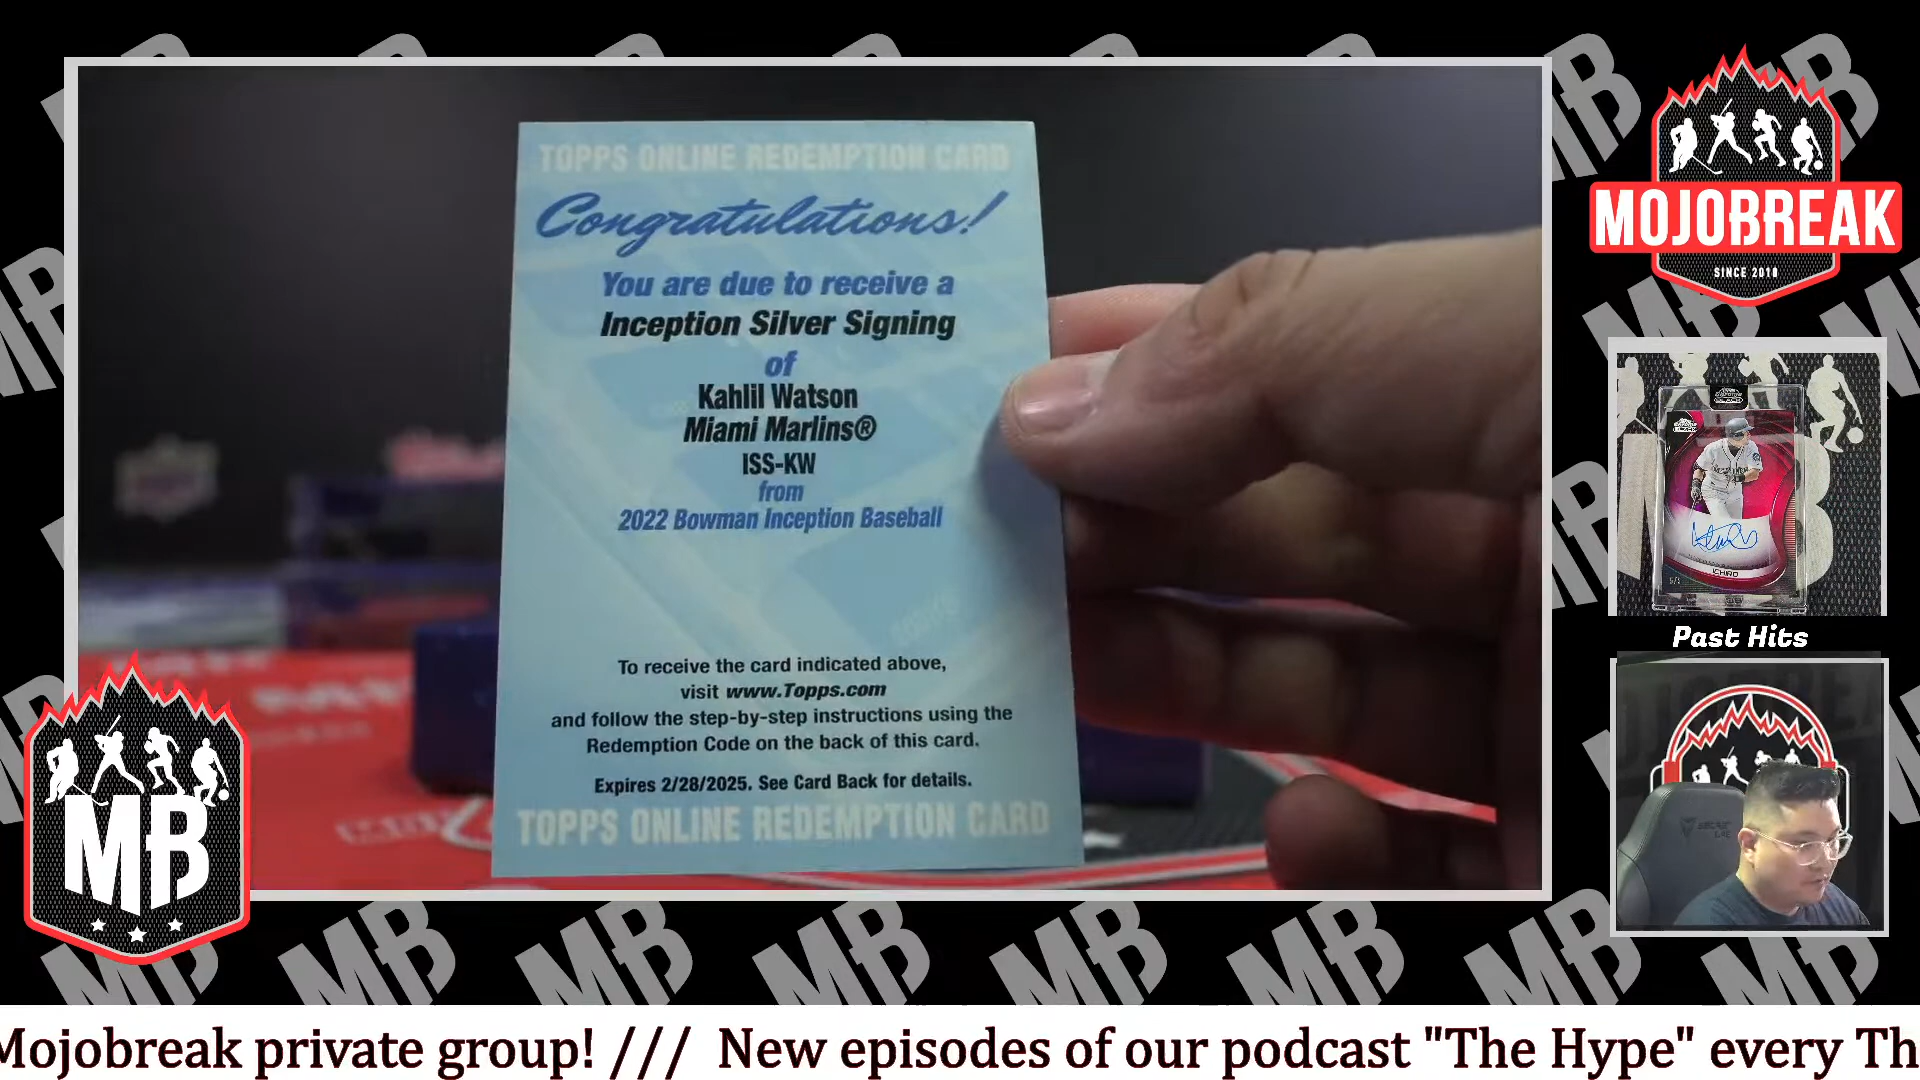 TOPPS ONLINE REDEMPTION CARD
Congratulations!
You are due to receive a
Inception Silver Signing
of
Kahlil Watson
Miami Marlins®
ISS-KW
from
2022 Bowman Inception Baseball
To receive the card indicated above,
visit www.Topps.com
and follow the step-by-step instructions using the
Redemption Code on the back of this card.
Expires 2/28/2025. See Card Back for details.
TOPPS ONLINE REDEMPTION CARD
MB
MOJOBREAK
SINCE 2010
ICHIRO
Past Hits
Mojobreak private group! /// New episodes of our podcast "The Hype" every Th